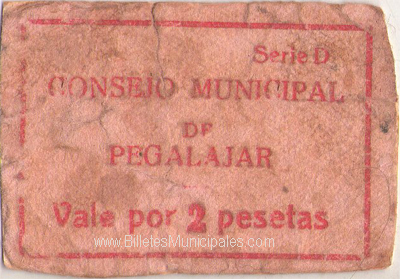 Serie D
CONSEJO MUNICIPAL
DE
PEGALAJAR
Vale por 2 pesetas
www.BilletesMunicipales.com